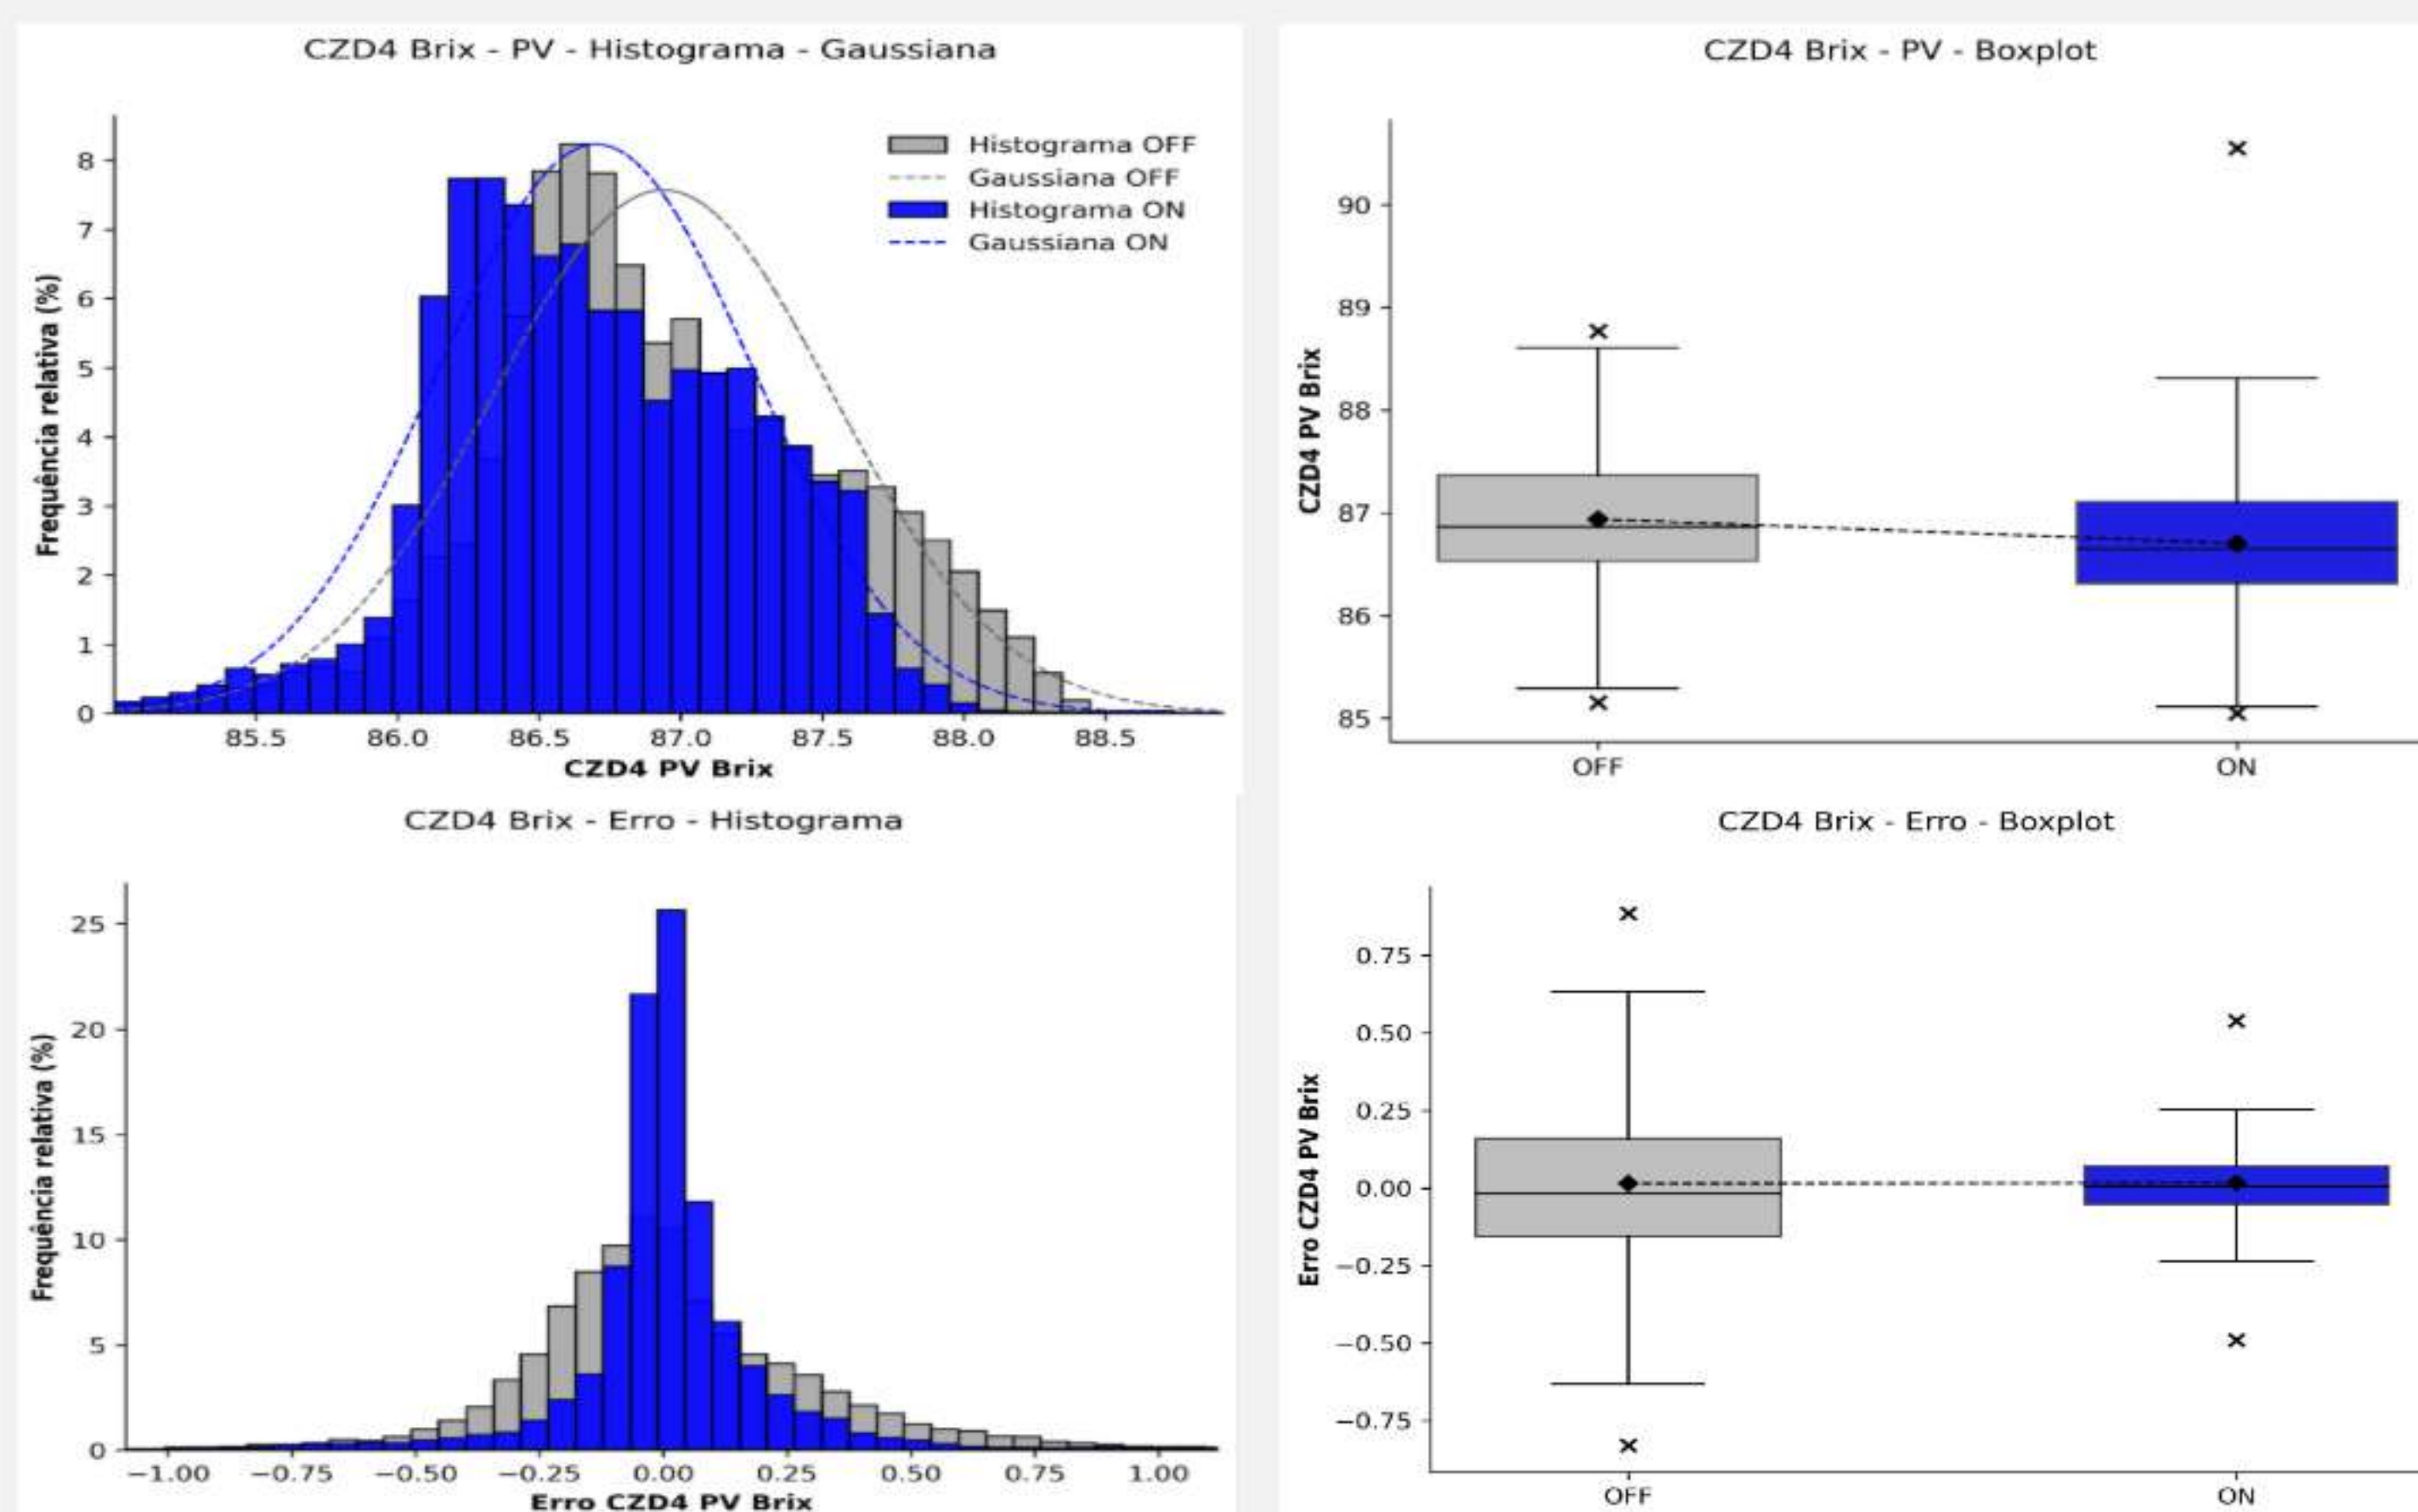 CZD4 Brix - PV - Histograma - Gaussiana
Histograma OFF
Gaussiana OFF
Histograma ON
Gaussiana ON
Frequência relativa (%)
8
7
6
5
4
3
2
1
0
85.5 86.0 86.5 87.0 87.5 88.0 88.5
CZD4 PV Brix
CZD4 Brix - PV - Boxplot
CZD4 PV Brix
90
89
88
87
86
85
OFF ON
CZD4 Brix - Erro - Histograma
Frequência relativa (%)
25
20
15
10
5
0
−1.00 −0.75 −0.50 −0.25 0.00 0.25 0.50 0.75 1.00
Erro CZD4 PV Brix
CZD4 Brix - Erro - Boxplot
Erro CZD4 PV Brix
0.75
0.50
0.25
0.00
−0.25
−0.50
−0.75
OFF ON